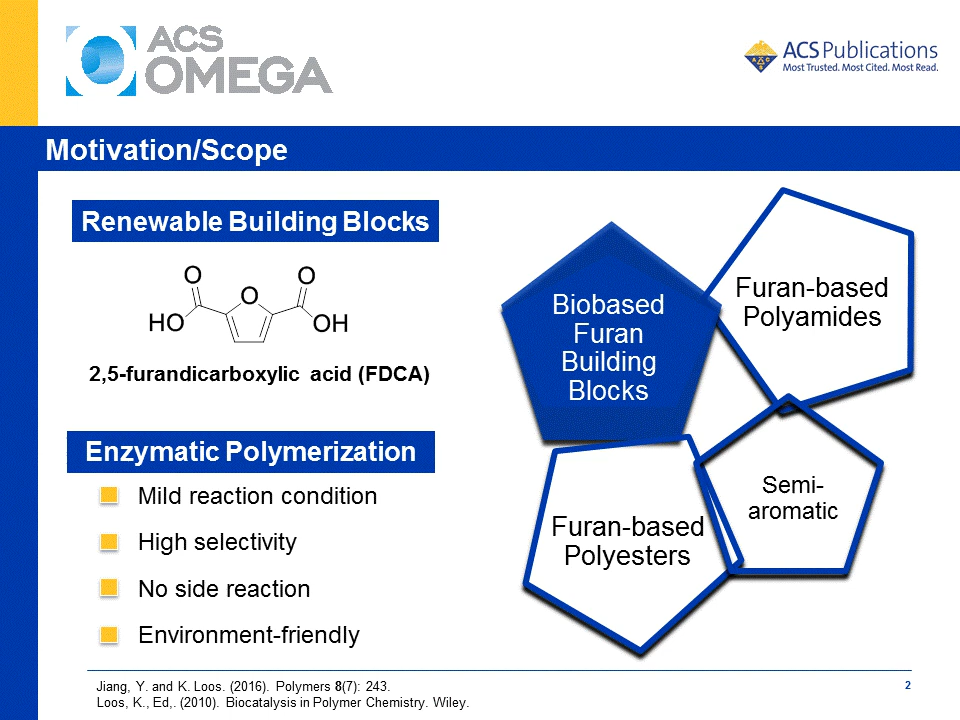 ACS
OMEGA
ACS Publications
Most Trusted. Most Cited. Most Read.
Motivation/Scope
Renewable Building Blocks
O
O
O
HO
OH
2,5-furandicarboxylic acid (FDCA)
Enzymatic Polymerization
Mild reaction condition
High selectivity
No side reaction
Environment-friendly
Biobased
Furan
Building
Blocks
Furan-based
Polyamides
Semi-
aromatic
Furan-based
Polyesters
Jiang, Y. and K. Loos. (2016). Polymers 8(7): 243.
Loos, K., Ed,. (2010). Biocatalysis in Polymer Chemistry. Wiley.
2